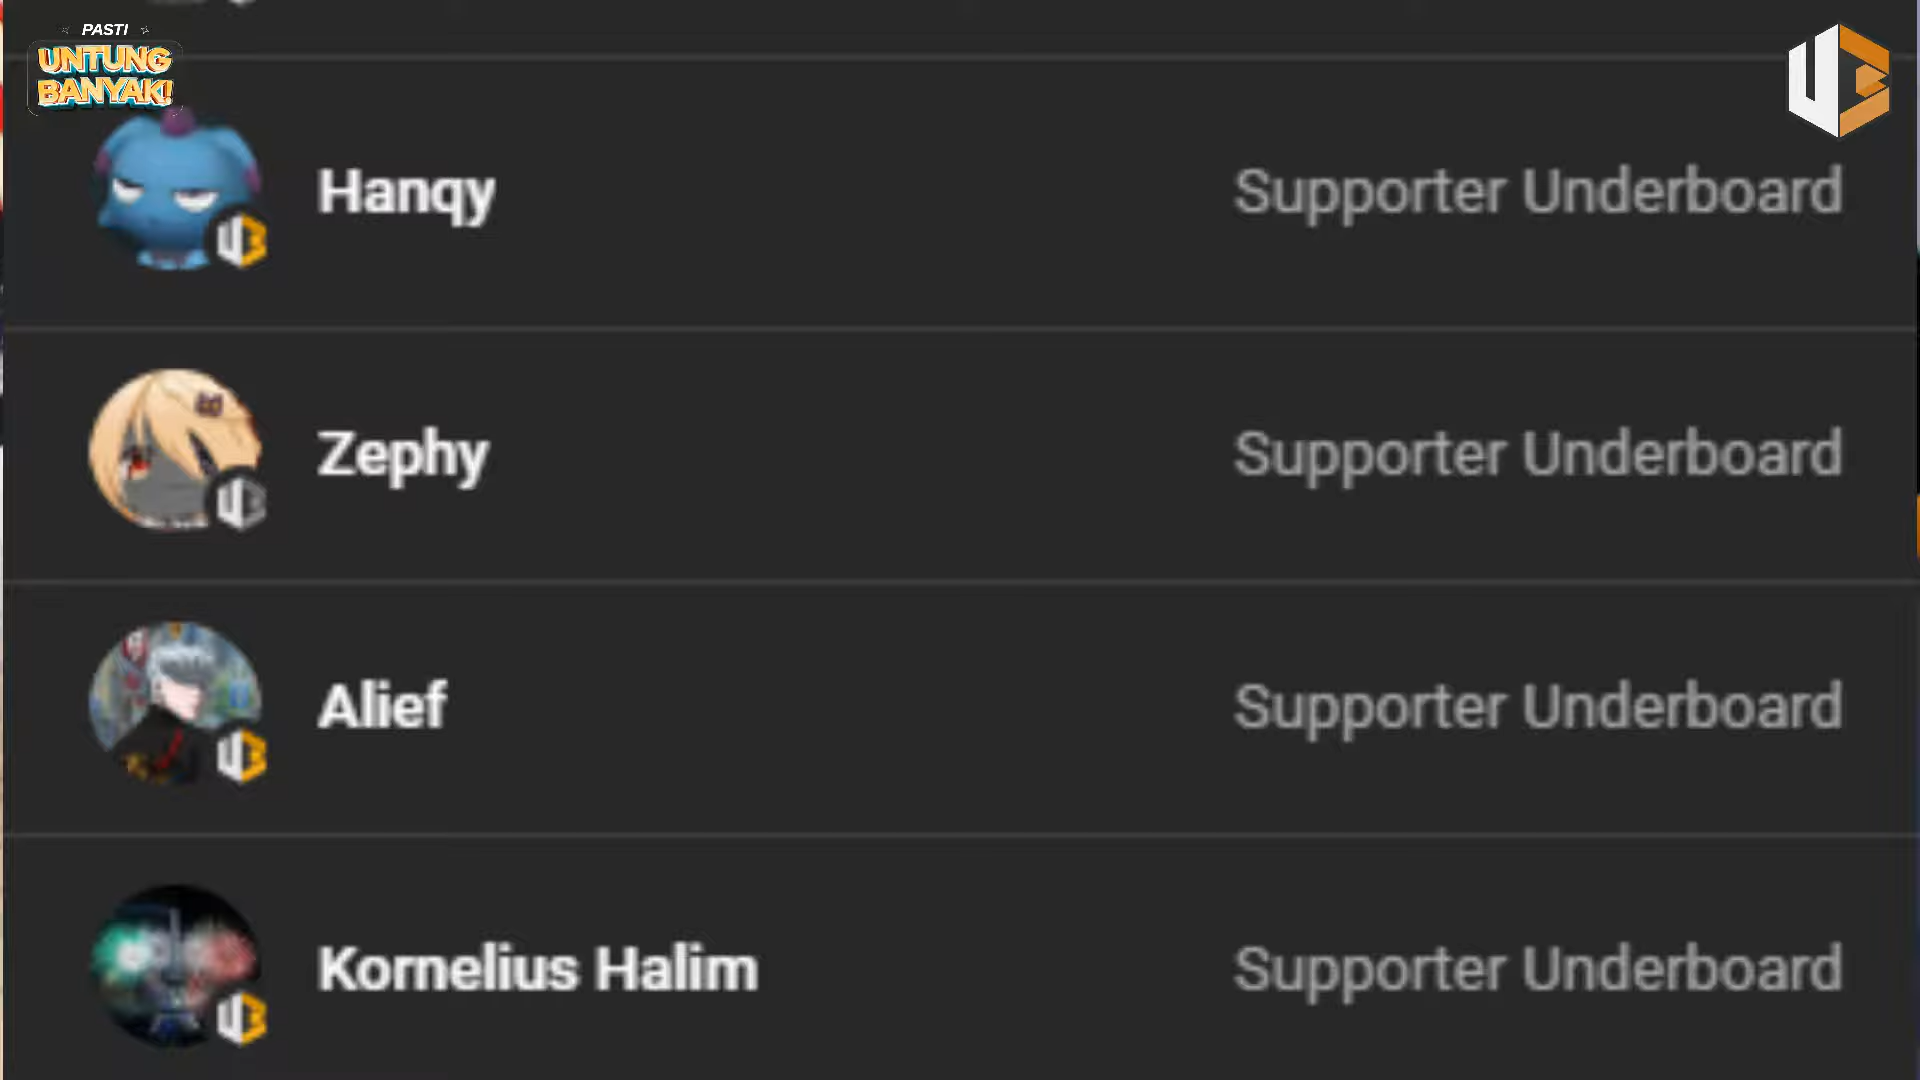 PASTI
UNTUNG
BANYAK!
Hanqy
Supporter Underboard
Zephy
Supporter Underboard
Alief
Supporter Underboard
Kornelius Halim
Supporter Underboard